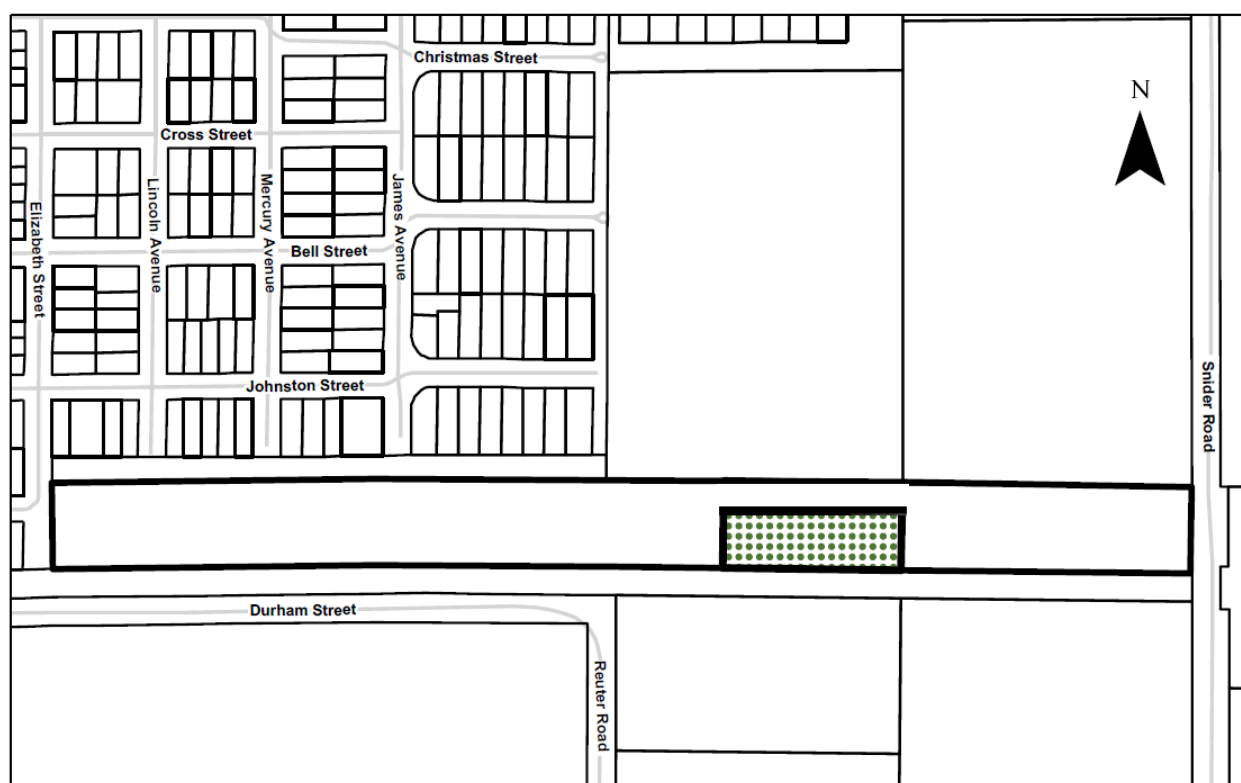 Christmas Street
N
Cross Street
Elizabeth Street
Lincoln Avenue
Mercury Avenue
James Avenue
Bell Street
Johnston Street
Snider Road
Durham Street
Reuter Road